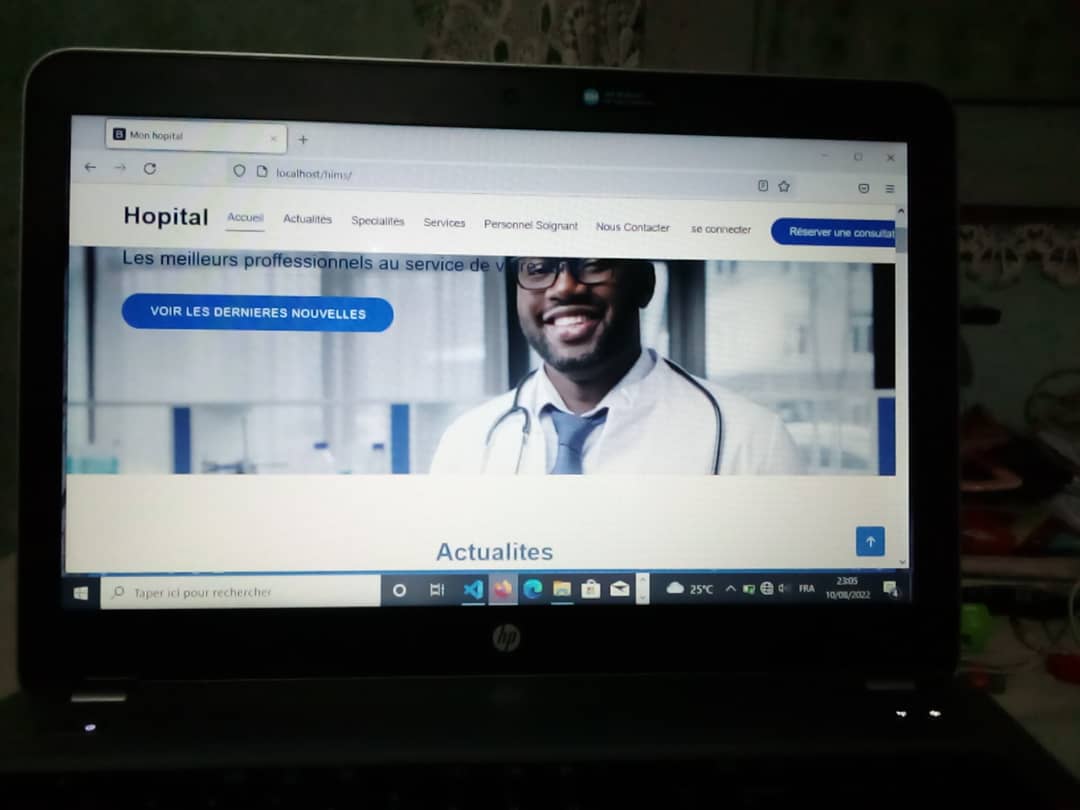 Mon hopital
localhost/hims/
Hopital Accueil Actualités Specialités Services Personnel Soignant Nous Contacter se connecter Réserver une consultat
Les meilleurs proffessionnels au service de
VOIR LES DERNIERES NOUVELLES
Actualites
Taper ici pour rechercher
25°C FRA 23:05
10/08/2022
hp